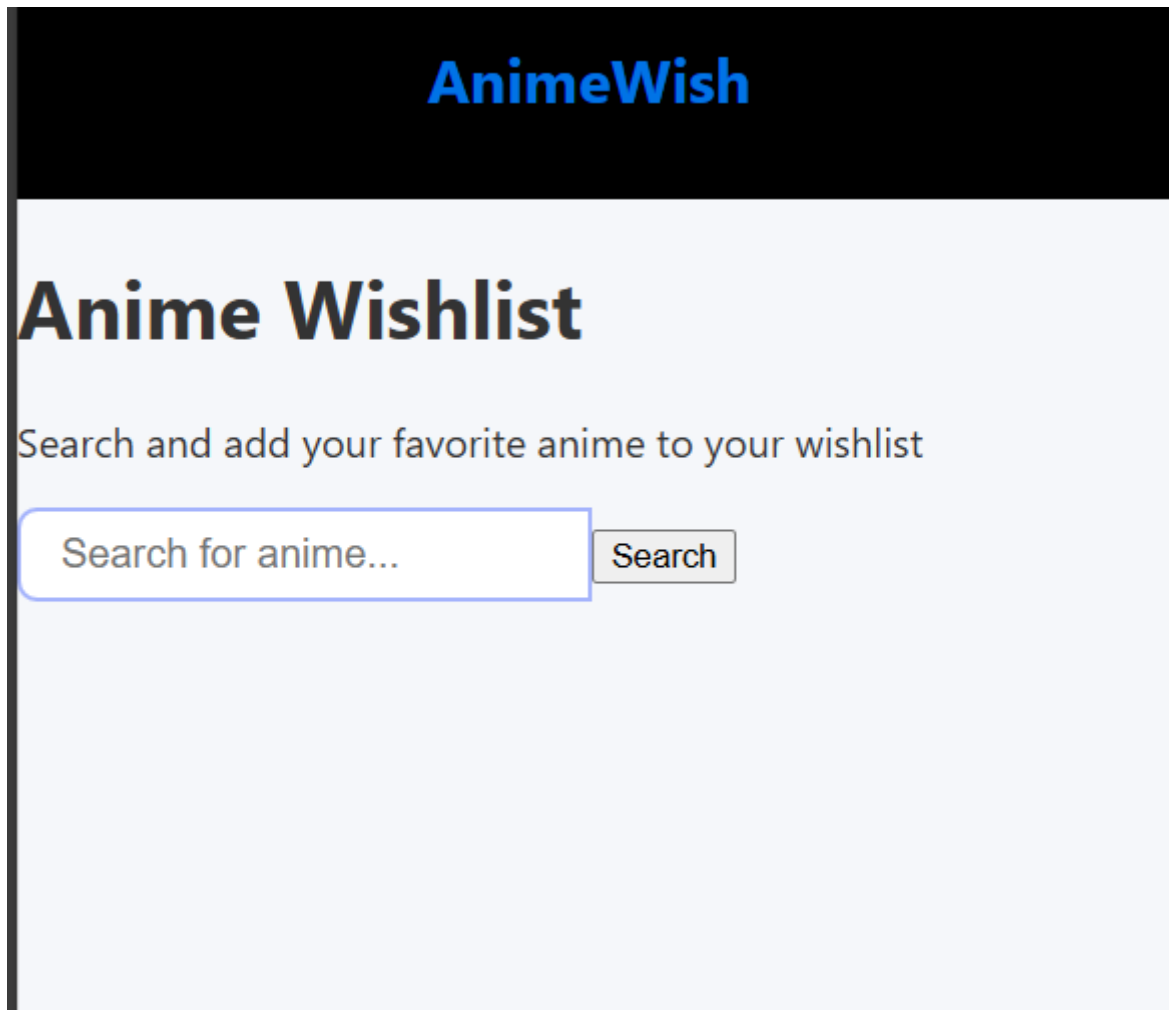 AnimeWish
Anime Wishlist
Search and add your favorite anime to your wishlist
Search for anime... Search